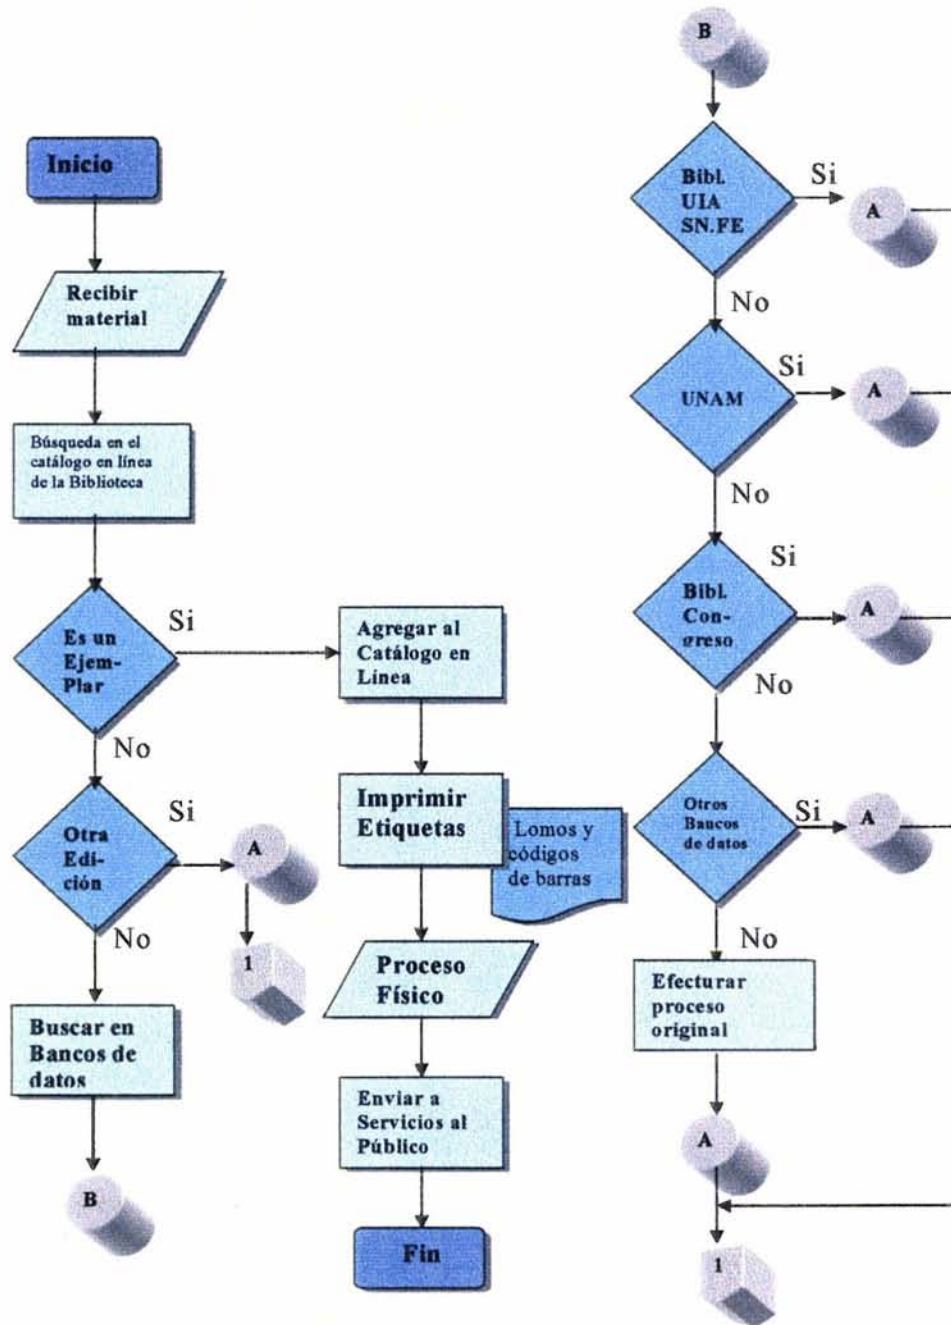 Inicio
Recibir
material
Búsqueda en el
catálogo en línea
de la Biblioteca
Es un
Ejem-
Plar
Si
No
Agregar al
Catálogo en
Línea
Imprimir
Etiquetas
Lomos y
códigos
de barras
Proceso
Físico
Enviar a
Servicios al
Público
Fin
Otra
Edi-
ción
Si
A
1
No
Buscar en
Bancos de
datos
B
B
Bibl.
UIA
SN.FE
Si
A
No
UNAM
Si
A
No
Bibl.
Con-
greso
Si
A
No
Otros
Bancos
de datos
Si
A
No
Efecturar
proceso
original
A
1